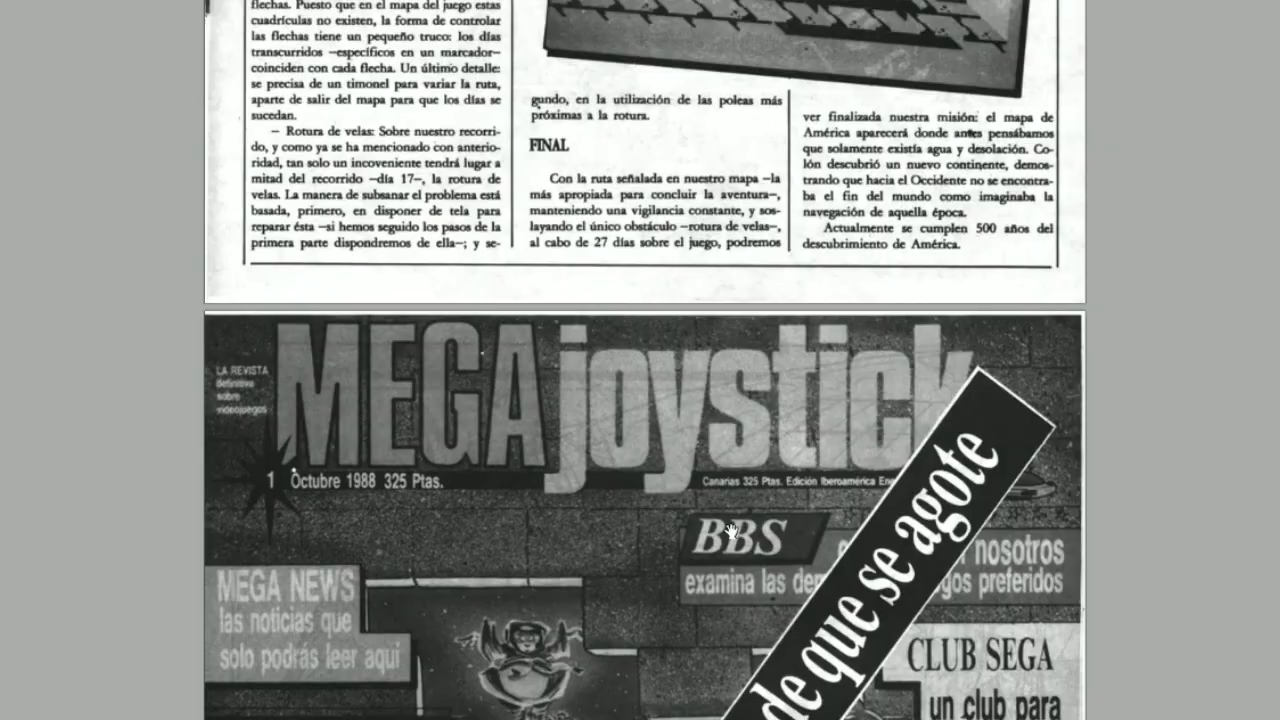 flechas. Puesto que en el mapa del juego estas
cuadrículas no existen, la forma de controlar
las flechas tiene un pequeño truco: los días
transcurridos —específicos en un marcador—
coinciden con cada flecha. Un último detalle:
se precisa de un timonel para variar la ruta,
aparte de salir del mapa para que los días se
sucedan.
— Rotura de velas: Sobre nuestro recorri-
do, y como ya se ha mencionado con anterio-
ridad, tan solo un incoveniente tendrá lugar a
mitad del recorrido —día 17—, la rotura de
velas. La manera de subsanar el problema está
basada, primero, en disponer de tela para
reparar ésta —si hemos seguido los pasos de la
primera parte dispondremos de ella—; y se-
gundo, en la utilización de las poleas más
próximas a la rotura.
FINAL
Con la ruta señalada en nuestro mapa —la
más apropiada para concluir la aventura—,
manteniendo una vigilancia constante, y sos-
layando el único obstáculo —rotura de velas—,
al cabo de 27 días sobre el juego, podremos
ver finalizada nuestra misión: el mapa de
América aparecerá donde antes pensábamos
que solamente existía agua y desolación. Co-
lón descubrió un nuevo continente, demos-
trando que hacia el Occidente no se encontra-
ba el fin del mundo como imaginaba la
navegación de aquella época.
Actualmente se cumplen 500 años del
descubrimiento de América.
LA REVISTA
definitiva
sobre
videojuegos
MEGA joystick
1 Octubre 1988 325 Ptas.
Canarias 325 Ptas. Edición Iberoamérica
BBS
nosotros
examina las
gos preferidos
de que se agote
MEGA NEWS
las noticias que
solo podrás leer aquí
CLUB SEGA
un club para